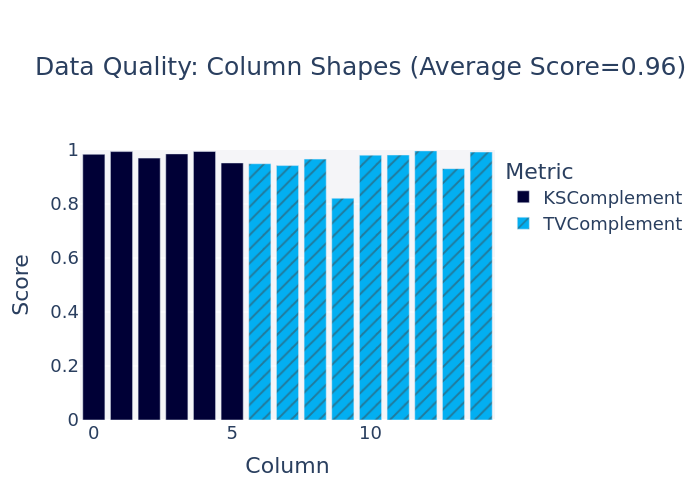 Data Quality: Column Shapes (Average Score=0.96)
Metric
KSComplement
TVComplement
Score
1
0.8
0.6
0.4
0.2
0
0 5 10
Column